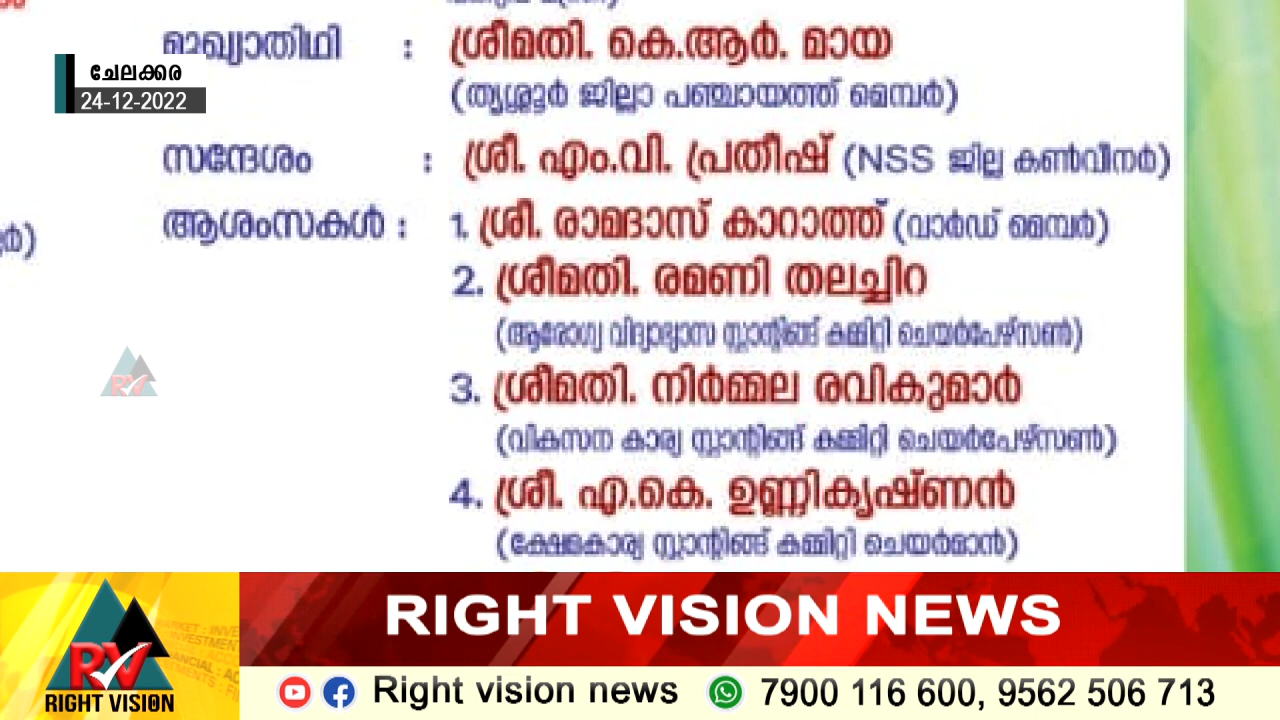 മുഖ്യാതിഥി : ശ്രീമതി. കെ.ആർ. മായ
ചേലക്കര
24-12-2022
(തൃശ്ശൂർ ജില്ലാ പഞ്ചായത്ത് മെമ്പർ)
സന്ദേശം : ശ്രീ. എം.വി. പ്രതീഷ് (NSS ജില്ല കൺവീനർ)
ആശംസകൾ : 1. ശ്രീ. രാമദാസ് കാറാത്ത് (വാർഡ് മെമ്പർ)
2. ശ്രീമതി. രമണി തലച്ചിറ
(ആരോഗ്യ വിദ്യാഭ്യാസ സ്റ്റാന്റിങ്ങ് കമ്മിറ്റി ചെയർപേഴ്സൺ)
3. ശ്രീമതി. നിർമ്മല രവികുമാർ
(വികസന കാര്യ സ്റ്റാന്റിങ്ങ് കമ്മിറ്റി ചെയർപേഴ്സൺ)
4. ശ്രീ. എ.കെ. ഉണ്ണികൃഷ്ണൻ
(ക്ഷേമകാര്യ സ്റ്റാന്റിങ്ങ് കമ്മിറ്റി ചെയർമാൻ)
RV
RIGHT VISION NEWS
RV
RIGHT VISION
Right vision news 7900 116 600, 9562 506 713